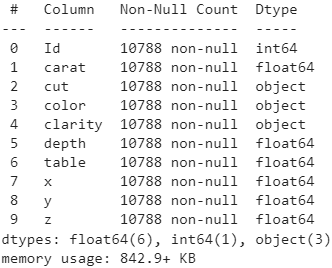 #   Column   Non-Null Count  Dtype
---  ------   --------------  -----
0   Id       10788 non-null  int64
1   carat    10788 non-null  float64
2   cut      10788 non-null  object
3   color    10788 non-null  object
4   clarity  10788 non-null  object
5   depth    10788 non-null  float64
6   table    10788 non-null  float64
7   x        10788 non-null  float64
8   y        10788 non-null  float64
9   z        10788 non-null  float64
dtypes: float64(6), int64(1), object(3)
memory usage: 842.9+ KB